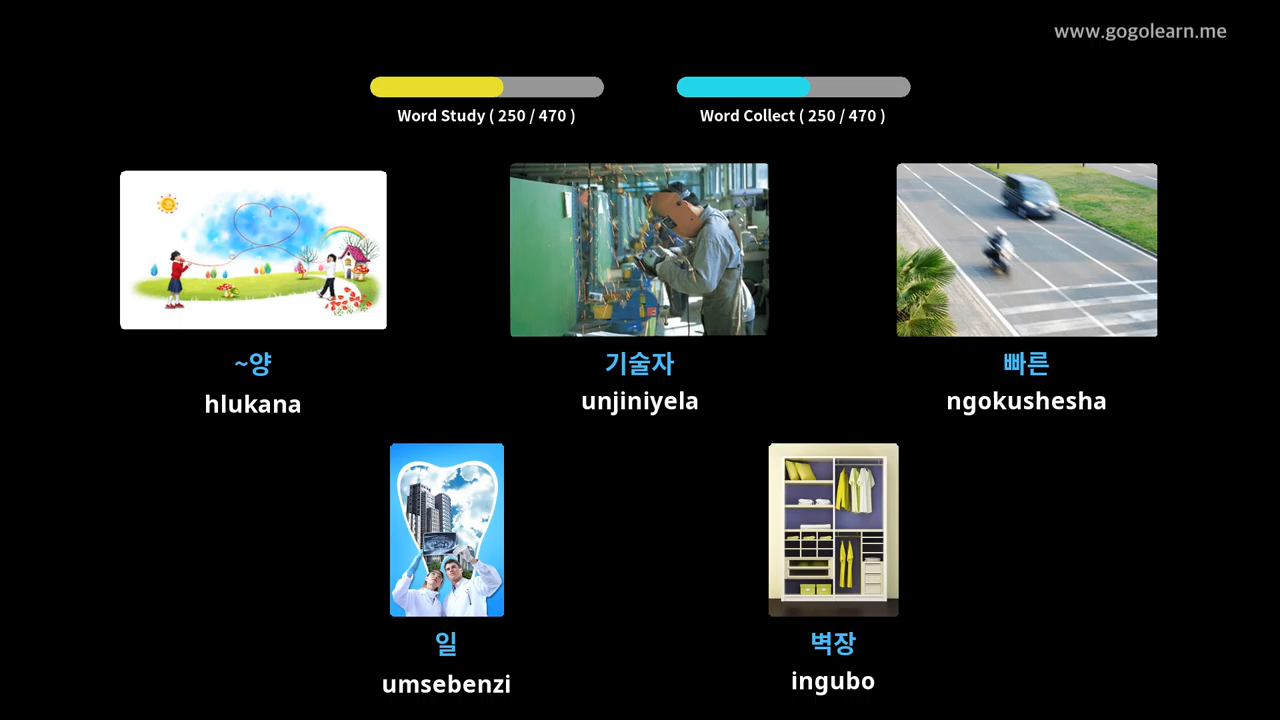 www.gogolearn.me
Word Study ( 250 / 470 )
Word Collect ( 250 / 470 )
~양
hlukana
기술자
unjiniyela
빠른
ngokushesha
일
umsebenzi
벽장
ingubo